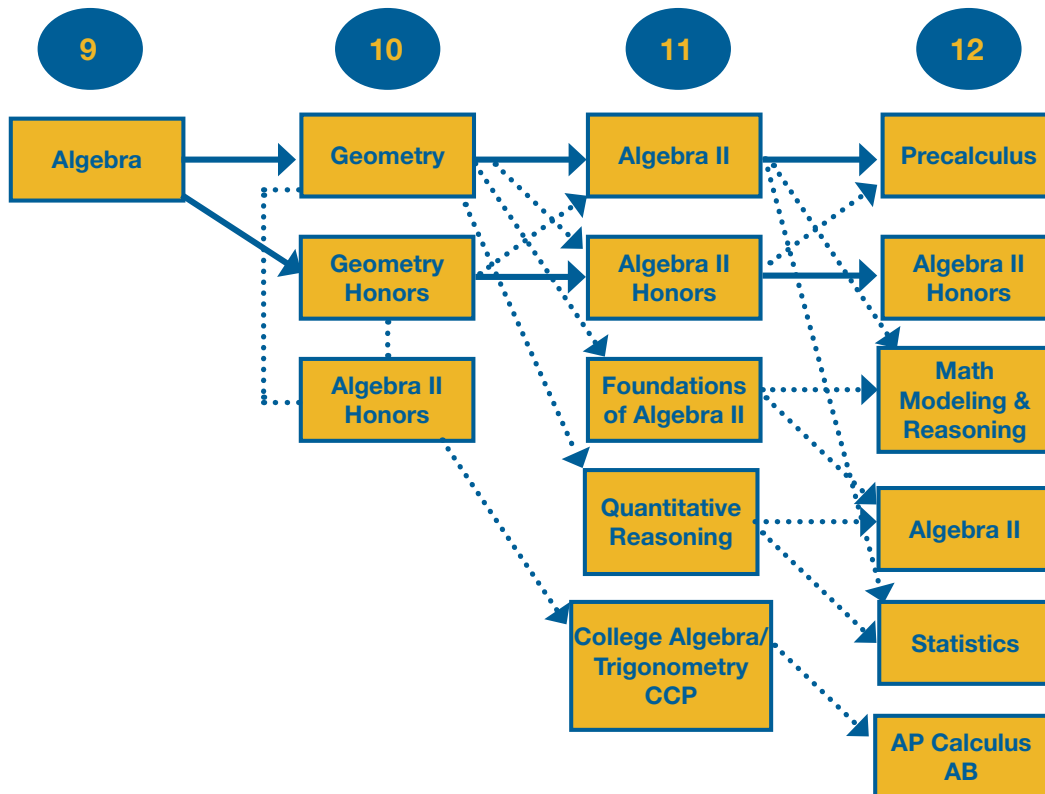 9
10
11
12
Algebra
Geometry
Geometry
Honors
Algebra II
Honors
Algebra II
Algebra II
Honors
Foundations
of Algebra II
Quantitative
Reasoning
College Algebra/
Trigonometry
CCP
Precalculus
Algebra II
Honors
Math
Modeling &
Reasoning
Algebra II
Statistics
AP Calculus
AB